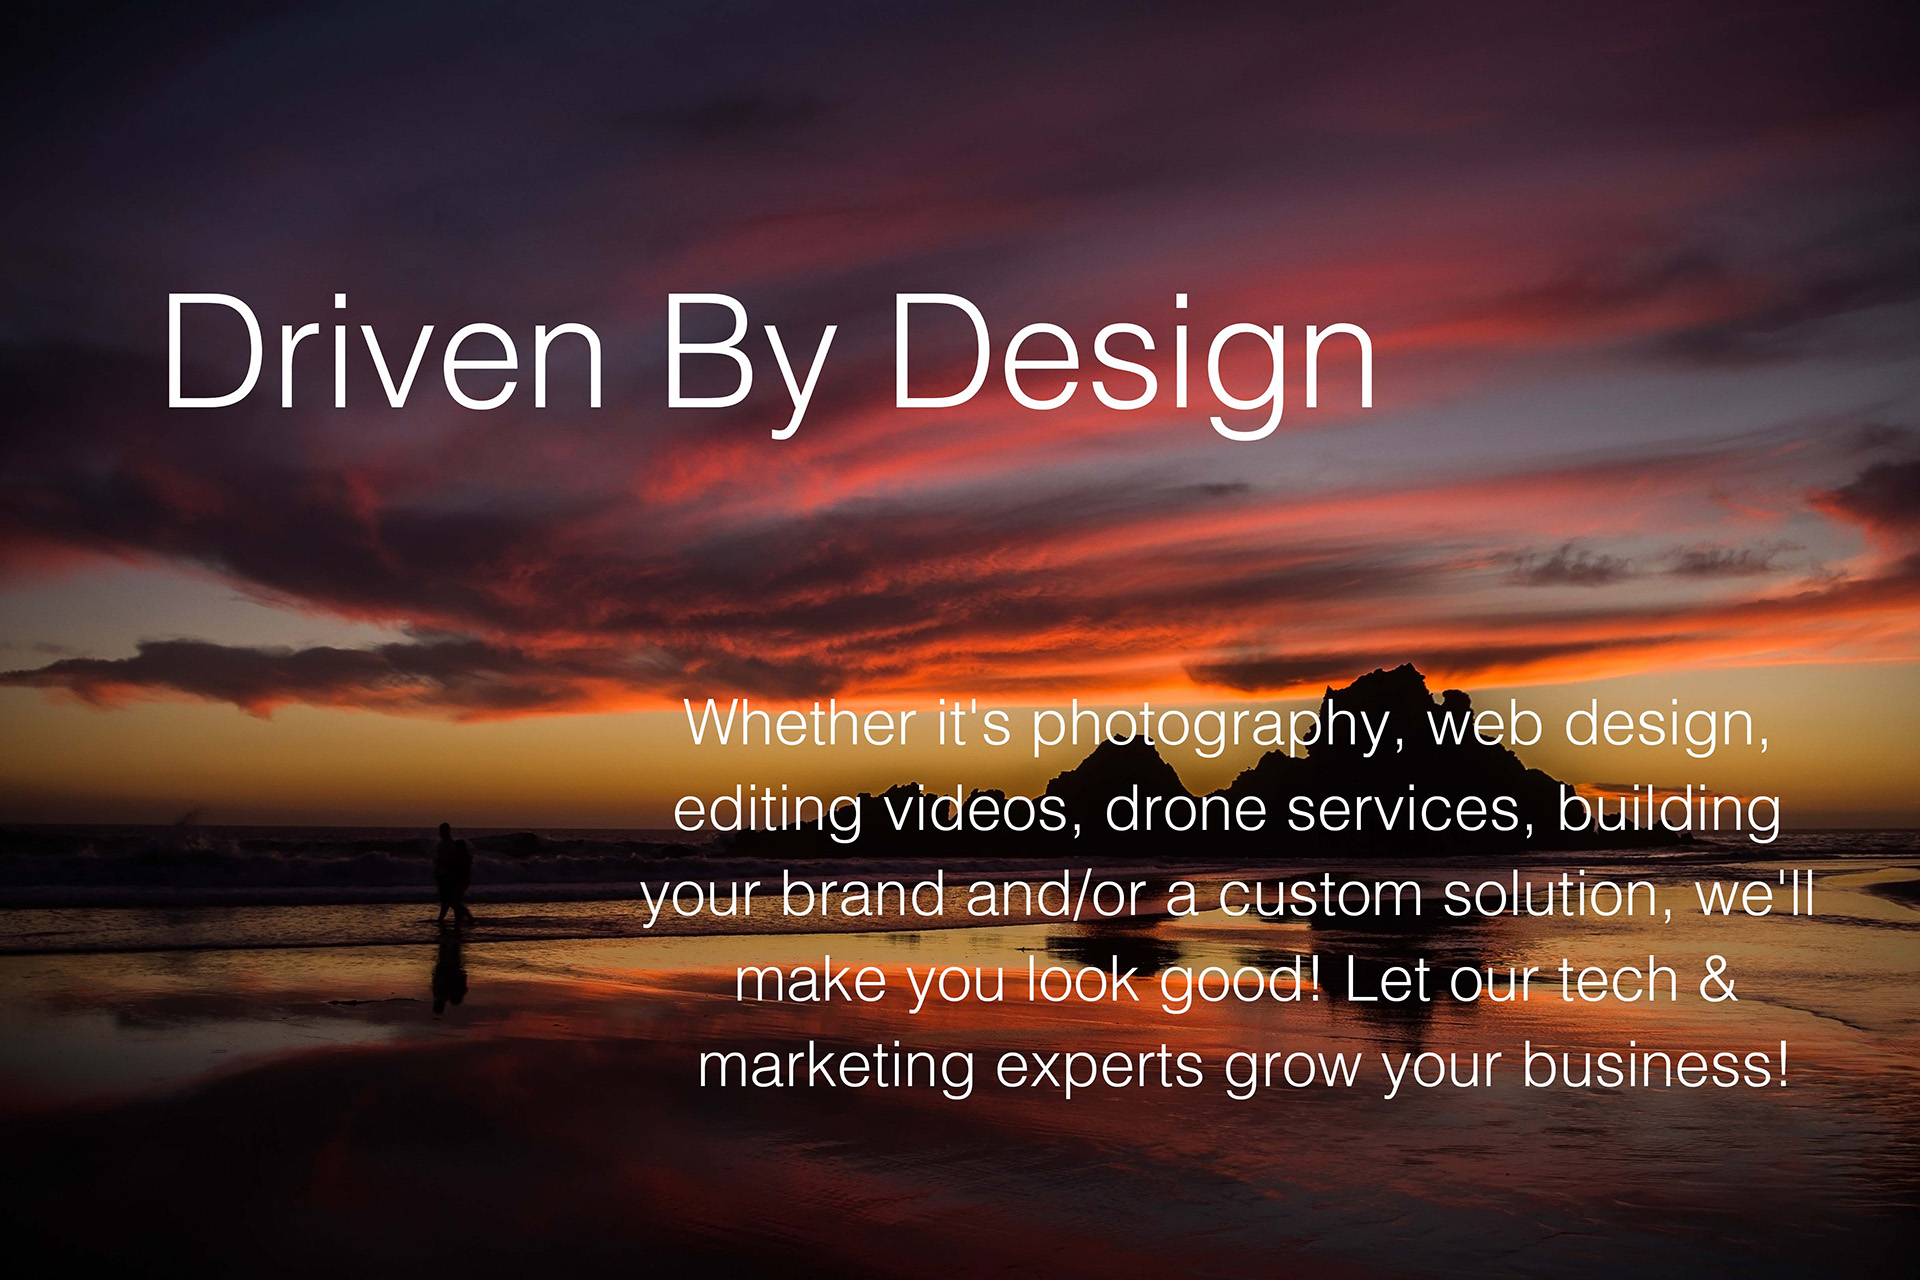 Driven By Design
Whether it's photography, web design,
editing videos, drone services, building
your brand and/or a custom solution, we'll
make you look good! Let our tech &
marketing experts grow your business!